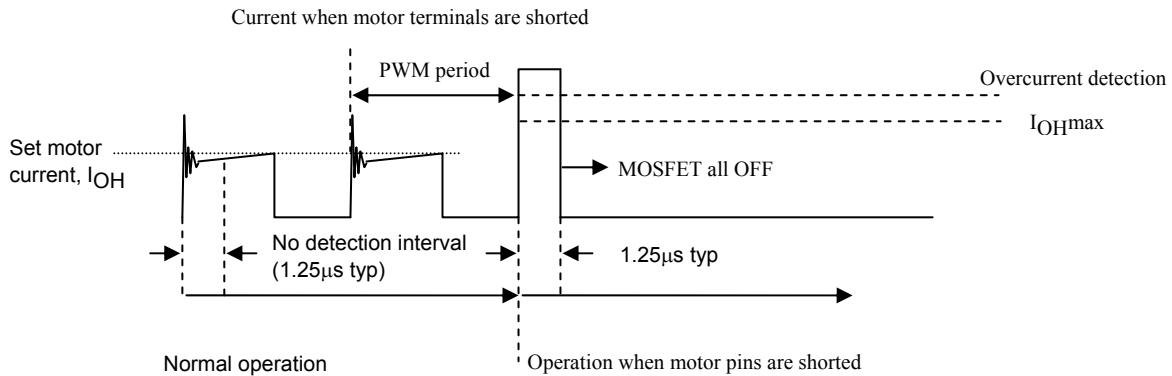 Current when motor terminals are shorted
PWM period
Overcurrent detection
IOHmax
Set motor
current, IOH
MOSFET all OFF
No detection interval
(1.25μs typ)
1.25μs typ
Normal operation
Operation when motor pins are shorted